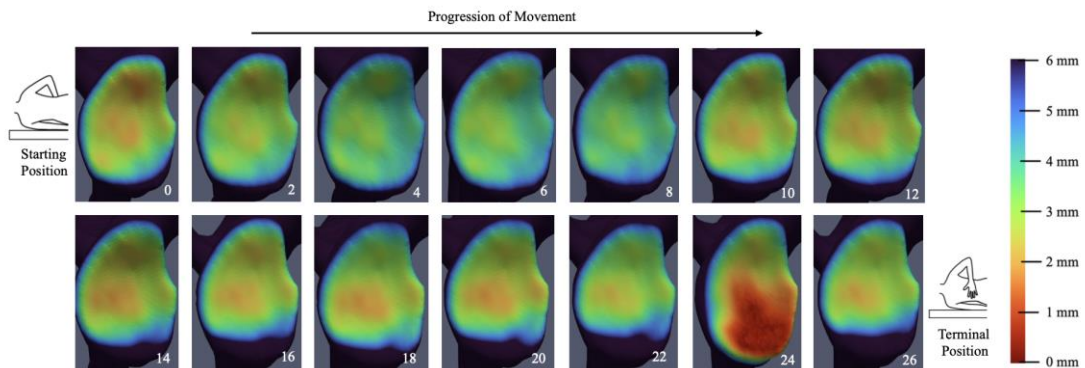 Progression of Movement
Starting
Position
0
2
4
6
8
10
12
14
16
18
20
22
24
26
Terminal
Position
6 mm
5 mm
4 mm
3 mm
2 mm
1 mm
0 mm